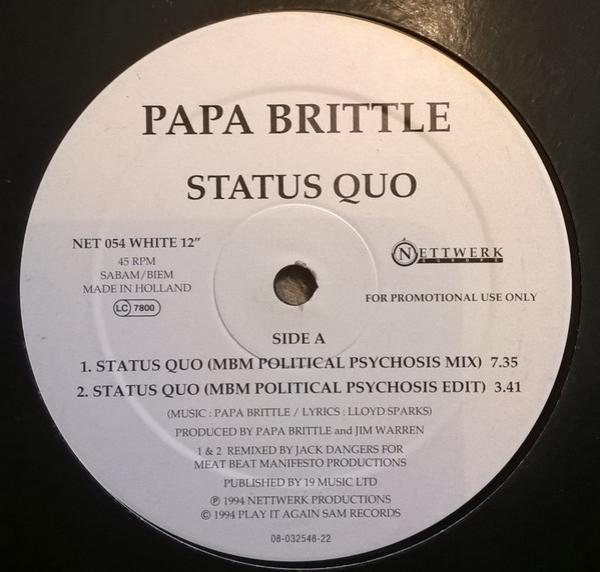 PAPA BRITTLE
STATUS QUO
NET 054 WHITE 12"
45 RPM
SABAM/BIEM
MADE IN HOLLAND
LC 7800
NETTWERK
EUROPE
FOR PROMOTIONAL USE ONLY
SIDE A
1. STATUS QUO (MBM POLITICAL PSYCHOSIS MIX) 7.35
2. STATUS QUO (MBM POLITICAL PSYCHOSIS EDIT) 3.41
(MUSIC : PAPA BRITTLE / LYRICS : LLOYD SPARKS)
PRODUCED BY PAPA BRITTLE and JIM WARREN
1 & 2 REMIXED BY JACK DANGERS FOR
MEAT BEAT MANIFESTO PRODUCTIONS
PUBLISHED BY 19 MUSIC LTD
℗ 1994 NETTWERK PRODUCTIONS
© 1994 PLAY IT AGAIN SAM RECORDS
08-032548-22